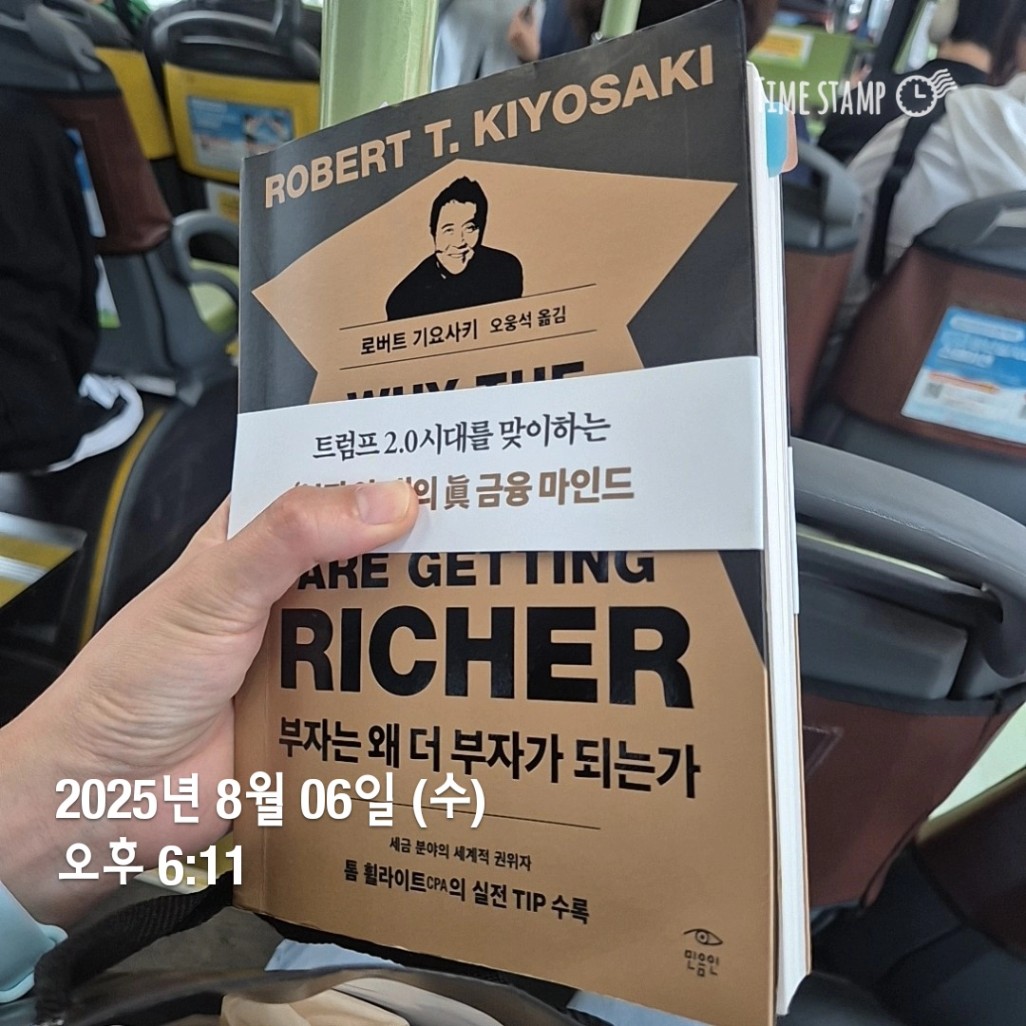 TIME STAMP
ROBERT T. KIYOSAKI
로버트 기요사키 오웅석 옮김
WHY THE
트럼프 2.0시대를 맞이하는
의 眞 금융 마인드
ARE GETTING
RICHER
부자는 왜 더 부자가 되는가
세금 분야의 세계적 권위자
톰 휠라이트CPA의 실전 TIP 수록
민음인
2025년 8월 06일 (수)
오후 6:11